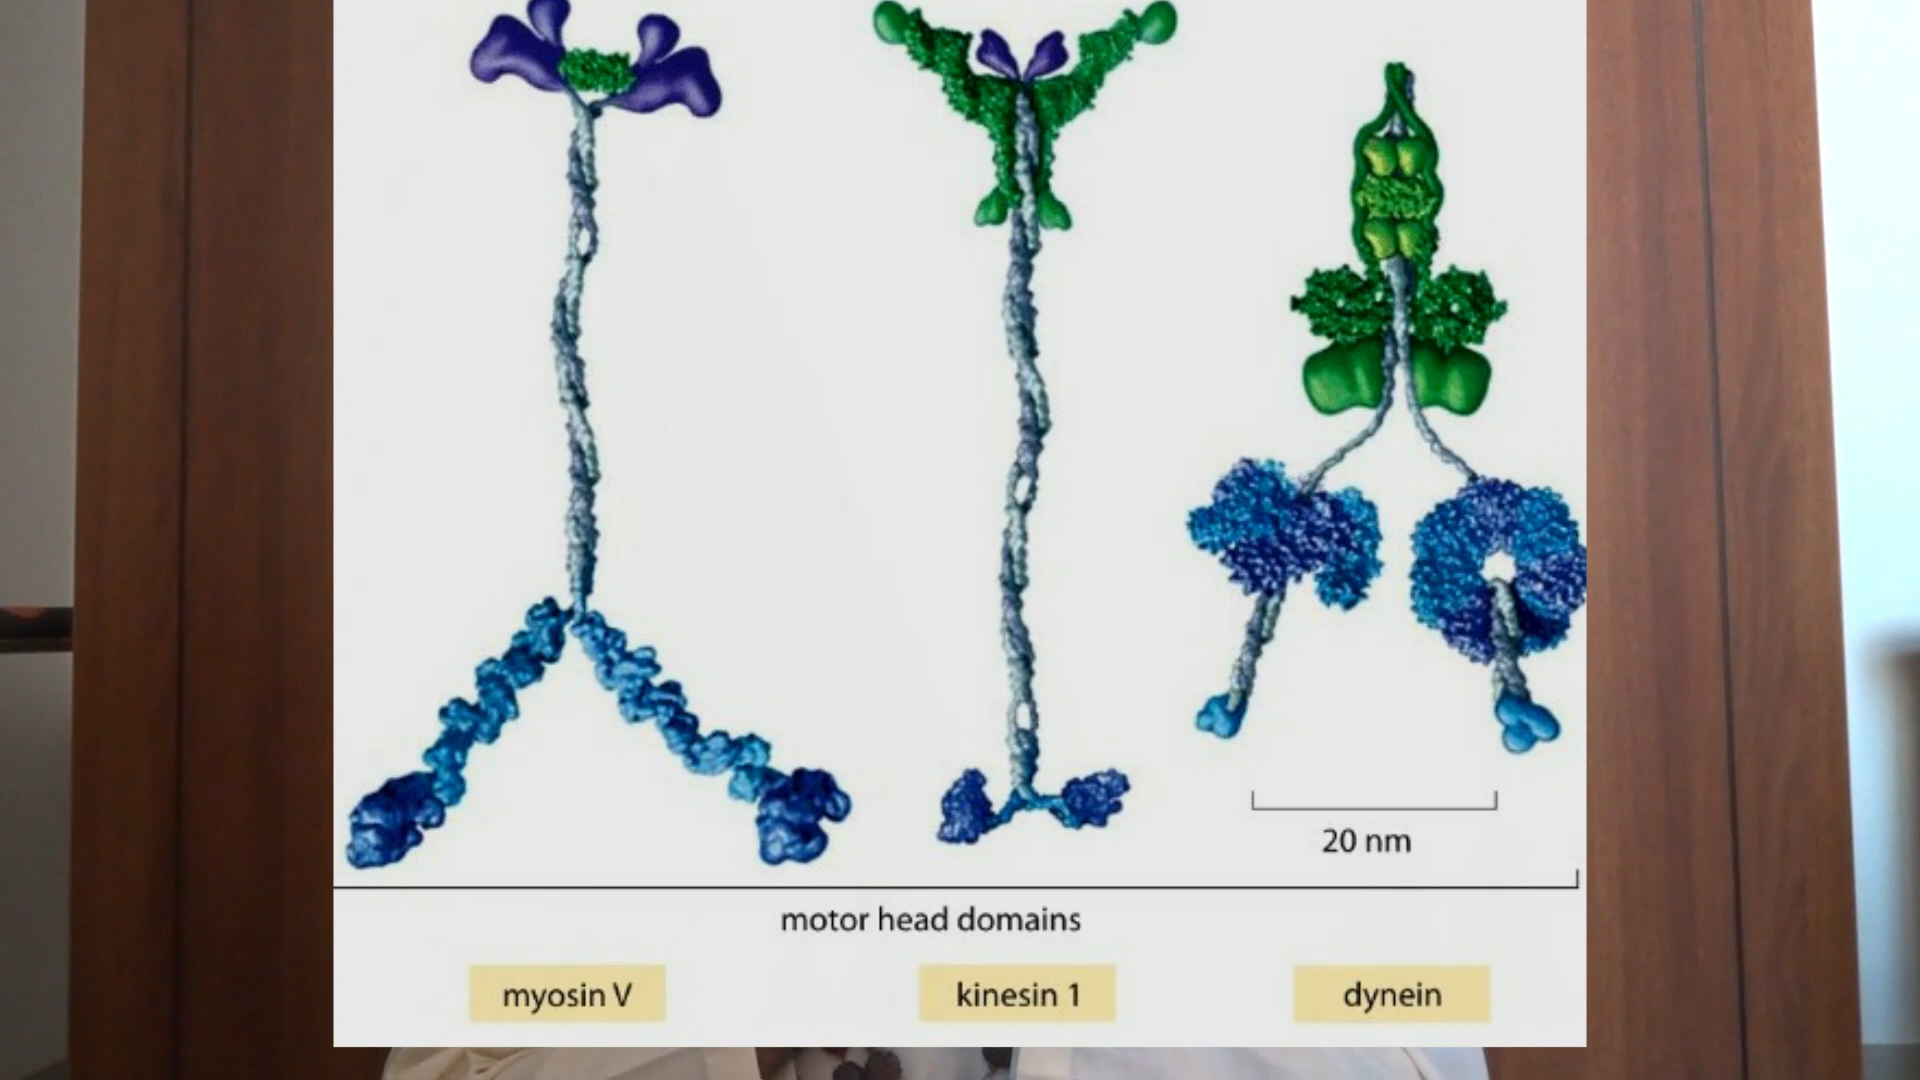 20 nm
motor head domains
myosin V
kinesin 1
dynein